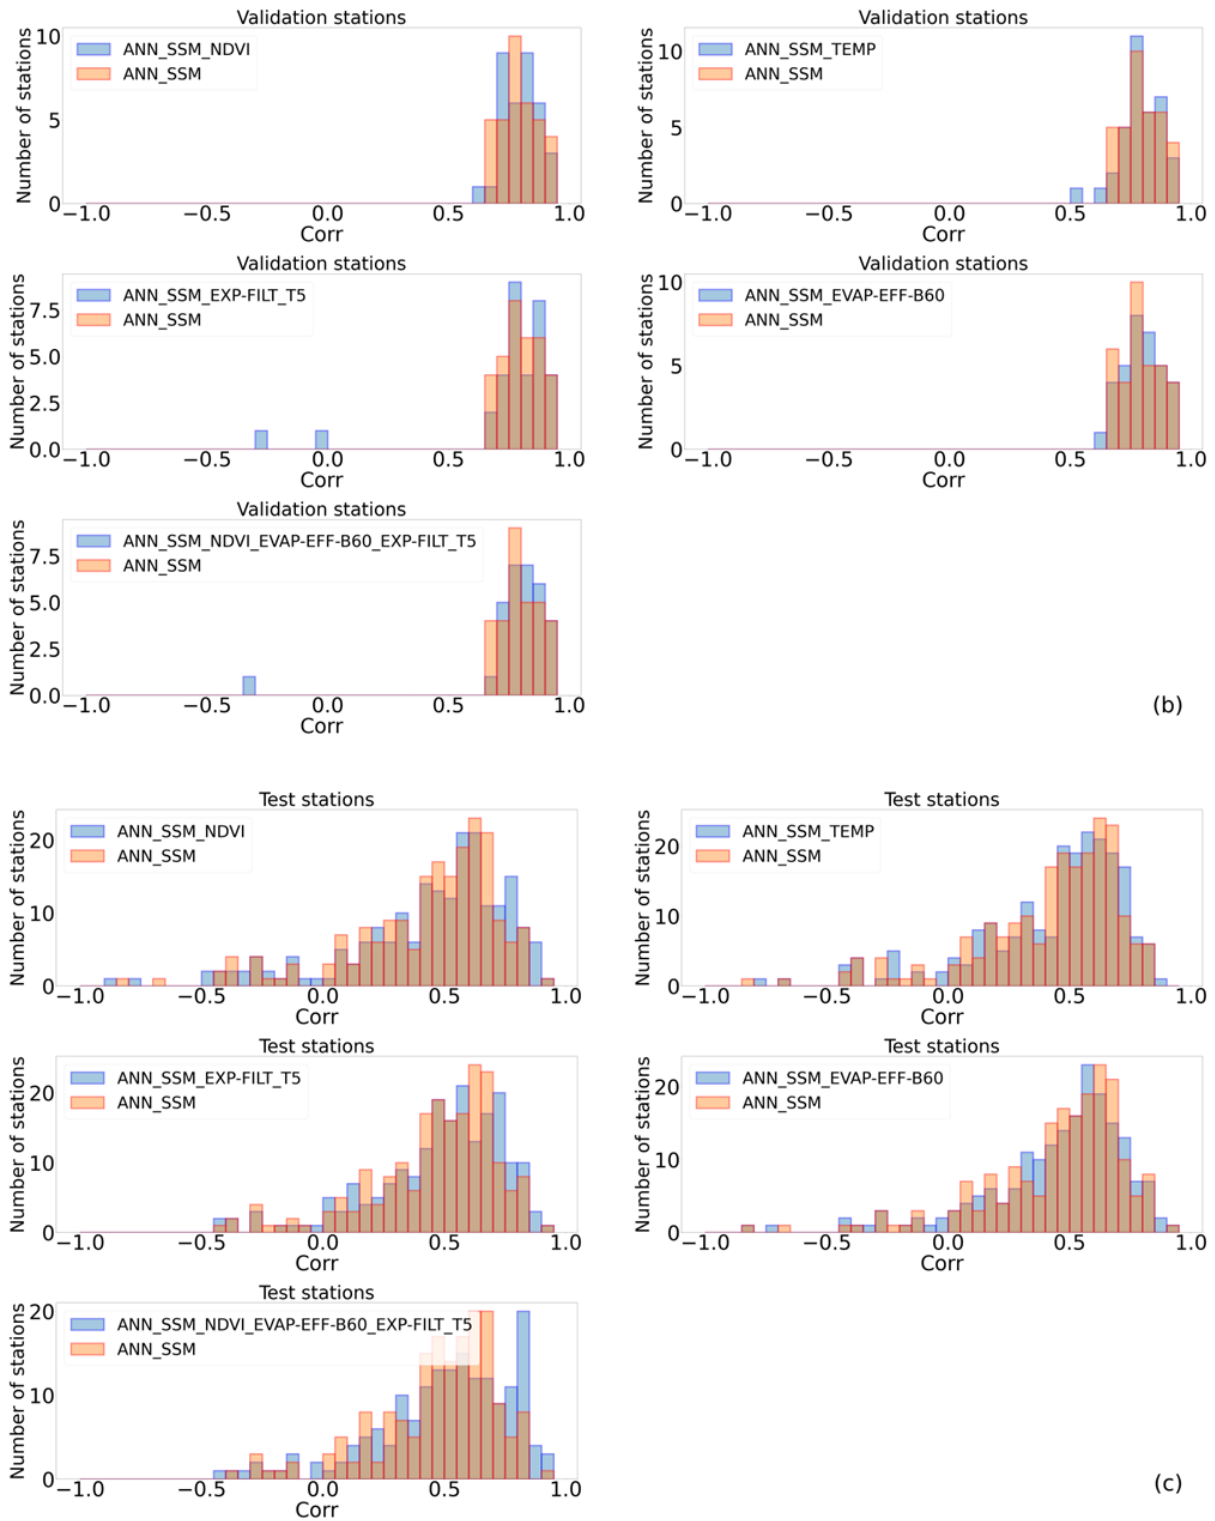 Validation stations
Number of stations
10
5
0
ANN_SSM_NDVI
ANN_SSM
−1.0 −0.5 0.0 0.5 1.0
Corr
Validation stations
Number of stations
10
5
0
ANN_SSM_TEMP
ANN_SSM
−1.0 −0.5 0.0 0.5 1.0
Corr
Validation stations
Number of stations
7.5
5.0
2.5
0.0
ANN_SSM_EXP-FILT_T5
ANN_SSM
−1.0 −0.5 0.0 0.5 1.0
Corr
Validation stations
Number of stations
10
5
0
ANN_SSM_EVAP-EFF-B60
ANN_SSM
−1.0 −0.5 0.0 0.5 1.0
Corr
Validation stations
Number of stations
7.5
5.0
2.5
0.0
ANN_SSM_NDVI_EVAP-EFF-B60_EXP-FILT_T5
ANN_SSM
−1.0 −0.5 0.0 0.5 1.0
Corr
(b)
Test stations
Number of stations
20
10
0
ANN_SSM_NDVI
ANN_SSM
−1.0 −0.5 0.0 0.5 1.0
Corr
Test stations
Number of stations
20
10
0
ANN_SSM_TEMP
ANN_SSM
−1.0 −0.5 0.0 0.5 1.0
Corr
Test stations
Number of stations
20
10
0
ANN_SSM_EXP-FILT_T5
ANN_SSM
−1.0 −0.5 0.0 0.5 1.0
Corr
Test stations
Number of stations
20
10
0
ANN_SSM_EVAP-EFF-B60
ANN_SSM
−1.0 −0.5 0.0 0.5 1.0
Corr
Test stations
Number of stations
20
10
0
ANN_SSM_NDVI_EVAP-EFF-B60_EXP-FILT_T5
ANN_SSM
−1.0 −0.5 0.0 0.5 1.0
Corr
(c)